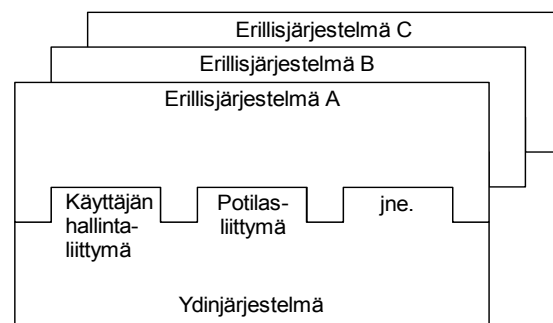 Erillisjärjestelmä C
Erillisjärjestelmä B
Erillisjärjestelmä A
Käyttäjän
hallinta-
liittymä
Potilas-
liittymä
jne.
Ydinjärjestelmä